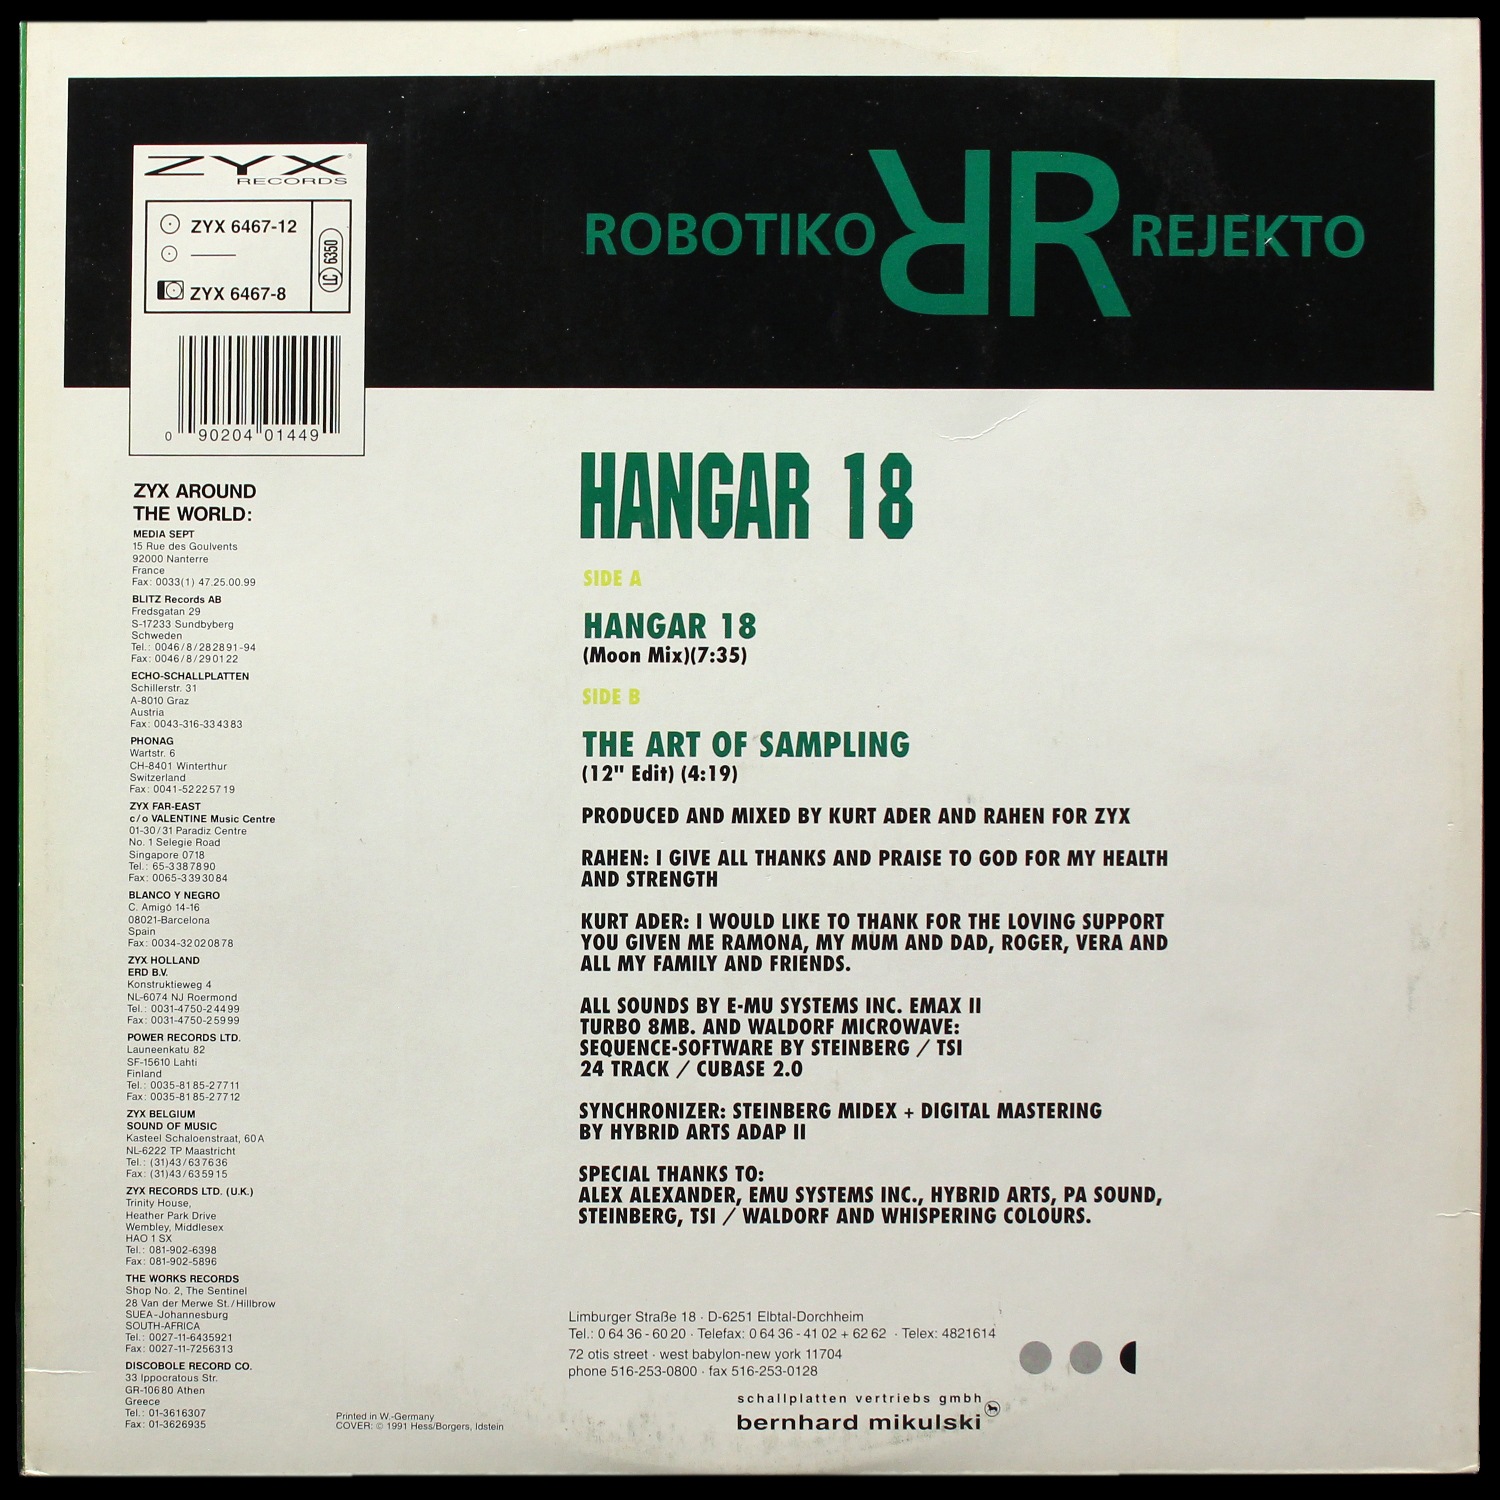 ZYX
RECORDS
ZYX 6467-12
ZYX 6467-8
LC 6350
0 90204 01449
ROBOTIKO RR REJEKTO
ZYX AROUND
THE WORLD:
MEDIA SEPT
15 Rue des Goulvents
92000 Nanterre
France
Fax: 0033(1) 47.25.00.99
BLITZ Records AB
Fredsgatan 29
S-17233 Sundbyberg
Schweden
Tel.: 0046/8/282891-94
Fax: 0046/8/290122
ECHO-SCHALLPLATTEN
Schillerstr. 31
A-8010 Graz
Austria
Fax: 0043-316-334383
PHONAG
Wartstr. 6
CH-8401 Winterthur
Switzerland
Fax: 0041-52225719
ZYX FAR-EAST
c/o VALENTINE Music Centre
01-30/31 Paradiz Centre
No. 1 Selegie Road
Singapore 0718
Tel.: 65-3387890
Fax: 0065-3393084
BLANCO Y NEGRO
C. Amigó 14-16
08021-Barcelona
Spain
Fax: 0034-32020878
ZYX HOLLAND
ERD B.V.
Konstruktieweg 4
NL-6074 NJ Roermond
Tel.: 0031-4750-24499
Fax: 0031-4750-25999
POWER RECORDS LTD.
Launeenkatu 82
SF-15610 Lahti
Finland
Tel.: 0035-8185-27711
Fax: 0035-8185-27712
ZYX BELGIUM
SOUND OF MUSIC
Kasteel Schaloenstraat, 60A
NL-6222 TP Maastricht
Tel.: (31)43/637636
Fax: (31)43/635915
ZYX RECORDS LTD. (U.K.)
Trinity House,
Heather Park Drive
Wembley, Middlesex
HAO 1 SX
Tel.: 081-902-6398
Fax: 081-902-5896
THE WORKS RECORDS
Shop No. 2, The Sentinel
28 Van der Merwe St./Hillbrow
SUEA-Johannesburg
SOUTH-AFRICA
Tel.: 0027-11-6435921
Fax: 0027-11-7256313
DISCOBOLE RECORD CO.
33 Ippocratous Str.
GR-10680 Athen
Greece
Tel.: 01-3616307
Fax: 01-3626935
Printed in W.-Germany
COVER: © 1991 Hess/Borgers, Idstein
HANGAR 18
SIDE A
HANGAR 18
(Moon Mix)(7:35)
SIDE B
THE ART OF SAMPLING
(12" Edit) (4:19)
PRODUCED AND MIXED BY KURT ADER AND RAHEN FOR ZYX
RAHEN: I GIVE ALL THANKS AND PRAISE TO GOD FOR MY HEALTH
AND STRENGTH
KURT ADER: I WOULD LIKE TO THANK FOR THE LOVING SUPPORT
YOU GIVEN ME RAMONA, MY MUM AND DAD, ROGER, VERA AND
ALL MY FAMILY AND FRIENDS.
ALL SOUNDS BY E-MU SYSTEMS INC. EMAX II
TURBO 8MB. AND WALDORF MICROWAVE:
SEQUENCE-SOFTWARE BY STEINBERG / TSI
24 TRACK / CUBASE 2.0
SYNCHRONIZER: STEINBERG MIDEX + DIGITAL MASTERING
BY HYBRID ARTS ADAP II
SPECIAL THANKS TO:
ALEX ALEXANDER, EMU SYSTEMS INC., HYBRID ARTS, PA SOUND,
STEINBERG, TSI / WALDORF AND WHISPERING COLOURS.
Limburger Straße 18 · D-6251 Elbtal-Dorchheim
Tel.: 0 64 36 - 60 20 · Telefax: 0 64 36 - 41 02 + 62 62 · Telex: 4821614
72 otis street · west babylon-new york 11704
phone 516-253-0800 · fax 516-253-0128
schallplatten vertriebs gmbh
bernhard mikulski